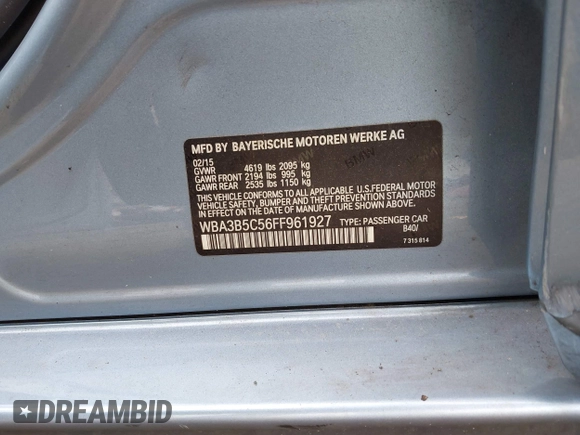 MFD BY BAYERISCHE MOTOREN WERKE AG
02/15
GVWR 4619 lbs 2095 kg
GAWR FRONT 2194 lbs 995 kg
GAWR REAR 2535 lbs 1150 kg
THIS VEHICLE CONFORMS TO ALL APPLICABLE U.S.FEDERAL MOTOR
VEHICLE SAFETY, BUMPER AND THEFT PREVENTION STANDARDS IN
EFFECT ON THE DATE OF MANUFACTURE SHOWN ABOVE.
WBA3B5C56FF961927 TYPE: PASSENGER CAR
B40/
7 315 814
DREAMBID